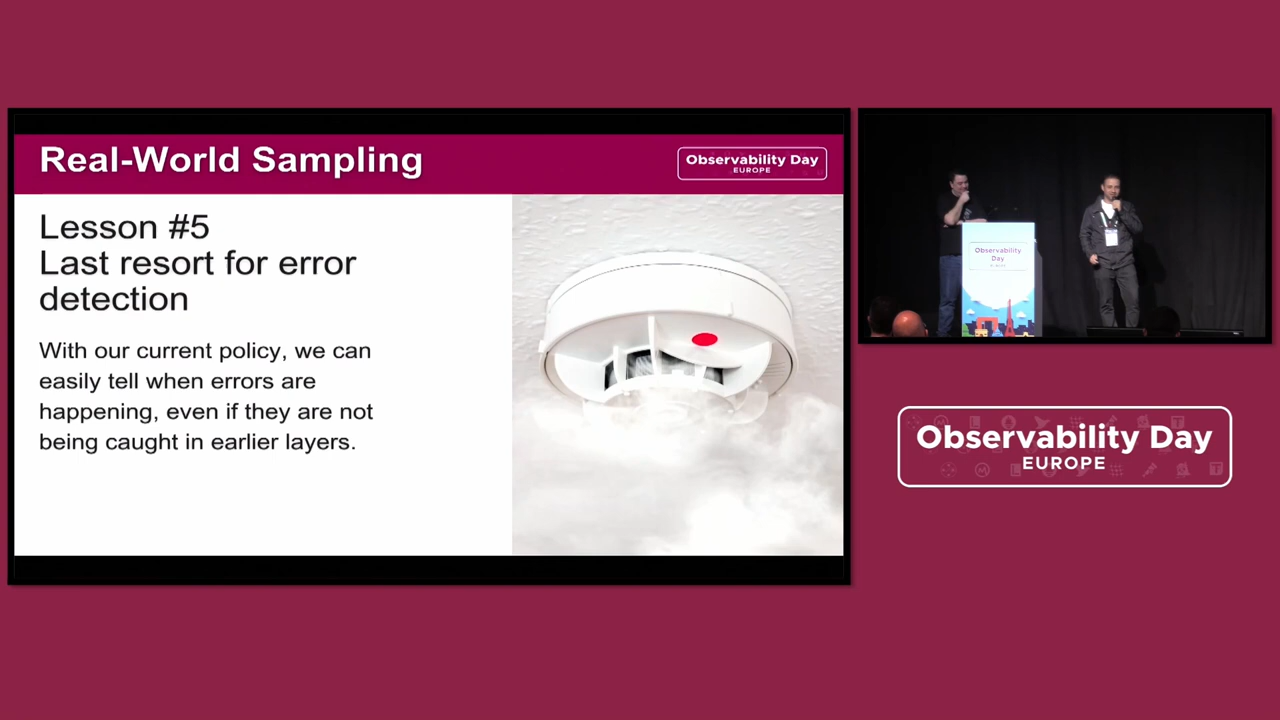 Real-World Sampling
Observability Day
EUROPE
Lesson #5
Last resort for error
detection
With our current policy, we can
easily tell when errors are
happening, even if they are not
being caught in earlier layers.
Observability
Day
Observability Day
EUROPE